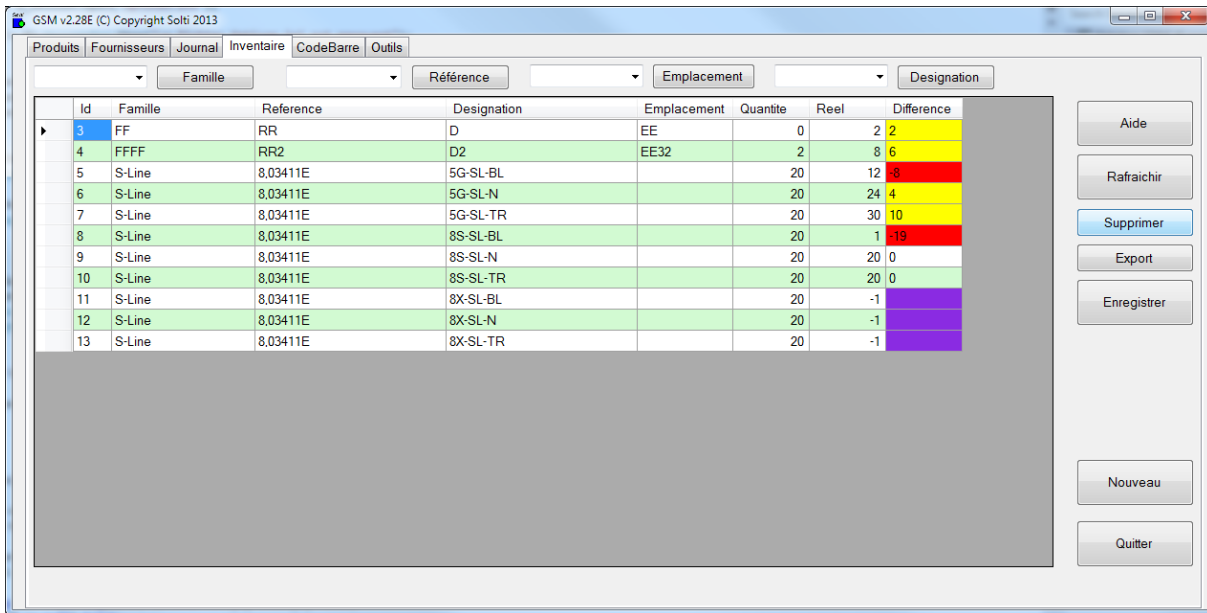 GSM v2.28E (C) Copyright Solti 2013
Produits Fournisseurs Journal Inventaire CodeBarre Outils
Famille Référence Emplacement Designation
Id Famille Reference Designation Emplacement Quantite Reel Difference
3 FF RR D EE 0 2 2
4 FFFF RR2 D2 EE32 2 8 6
5 S-Line 8,03411E 5G-SL-BL 20 12 -8
6 S-Line 8,03411E 5G-SL-N 20 24 4
7 S-Line 8,03411E 5G-SL-TR 20 30 10
8 S-Line 8,03411E 8S-SL-BL 20 1 -19
9 S-Line 8,03411E 8S-SL-N 20 20 0
10 S-Line 8,03411E 8S-SL-TR 20 20 0
11 S-Line 8,03411E 8X-SL-BL 20 -1
12 S-Line 8,03411E 8X-SL-N 20 -1
13 S-Line 8,03411E 8X-SL-TR 20 -1
Aide
Rafraichir
Supprimer
Export
Enregistrer
Nouveau
Quitter